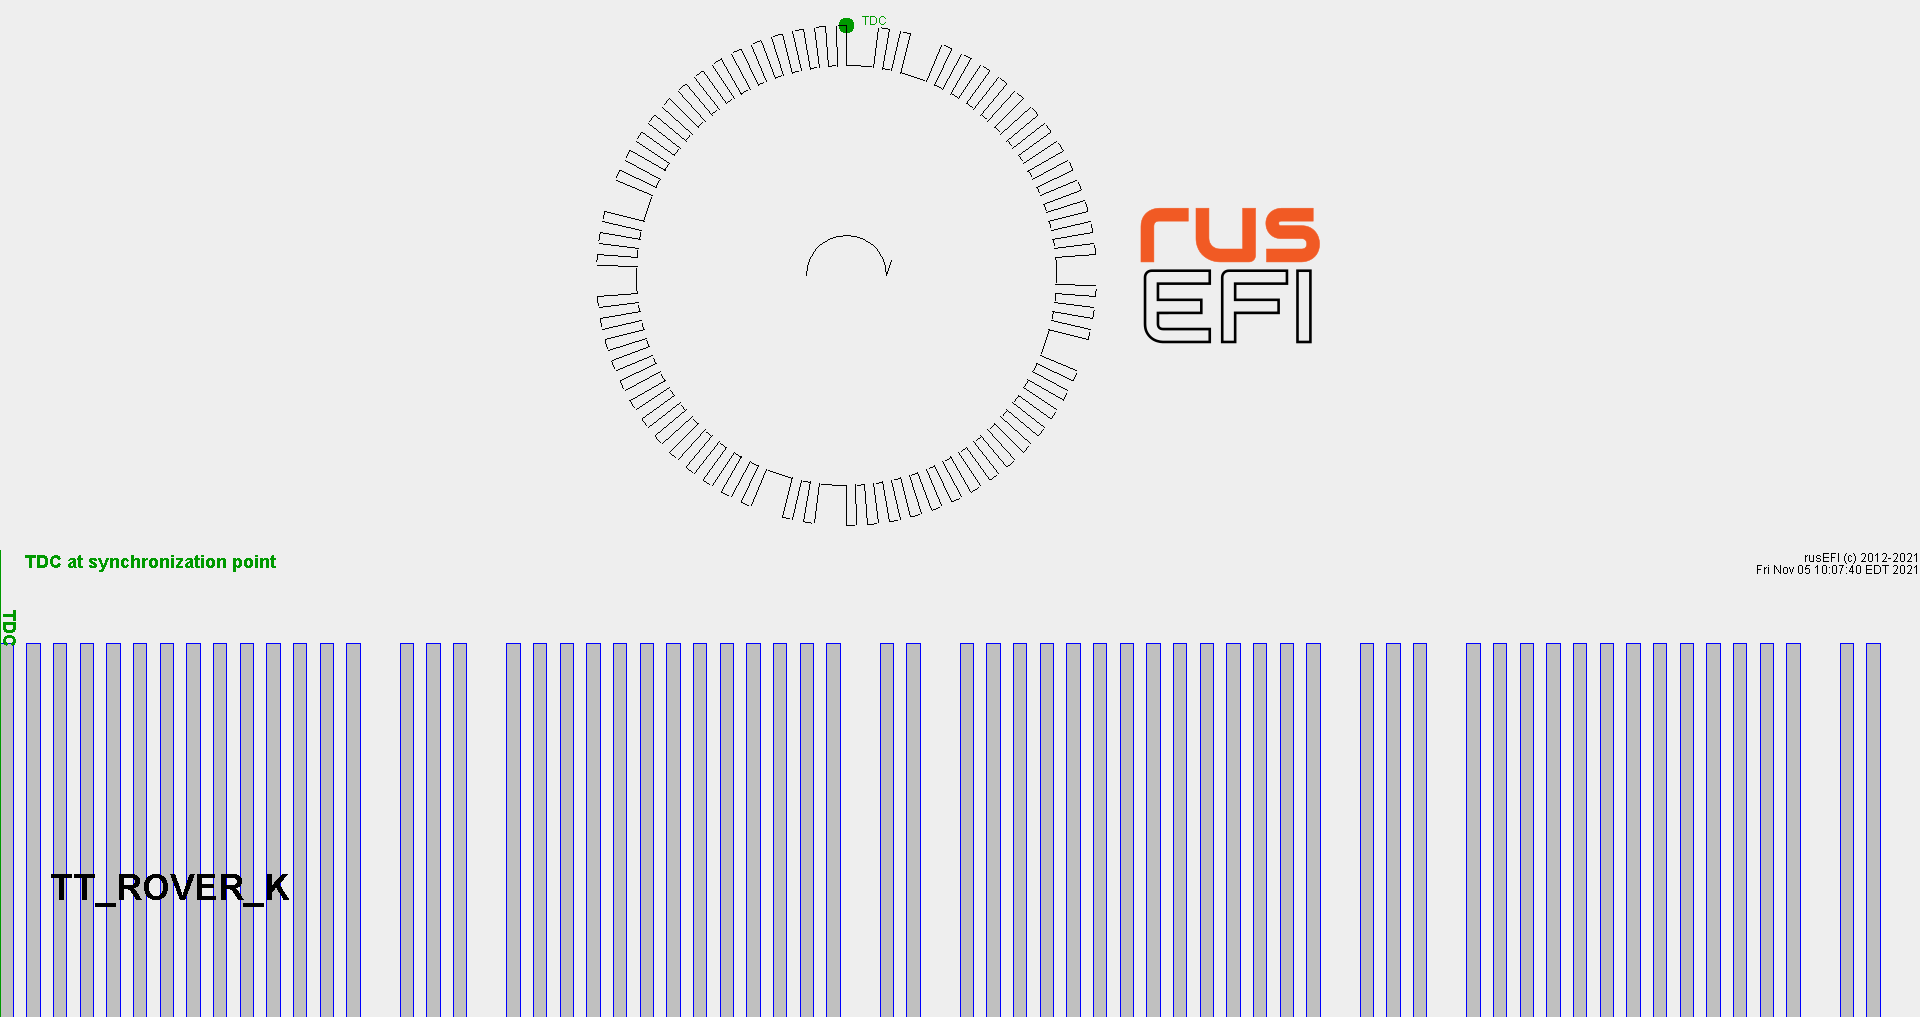 TDC
rus
EFI
TDC at synchronization point
rusEFI (c) 2012-2021
Fri Nov 05 10:07:40 EDT 2021
TDC
TT_ROVER_K